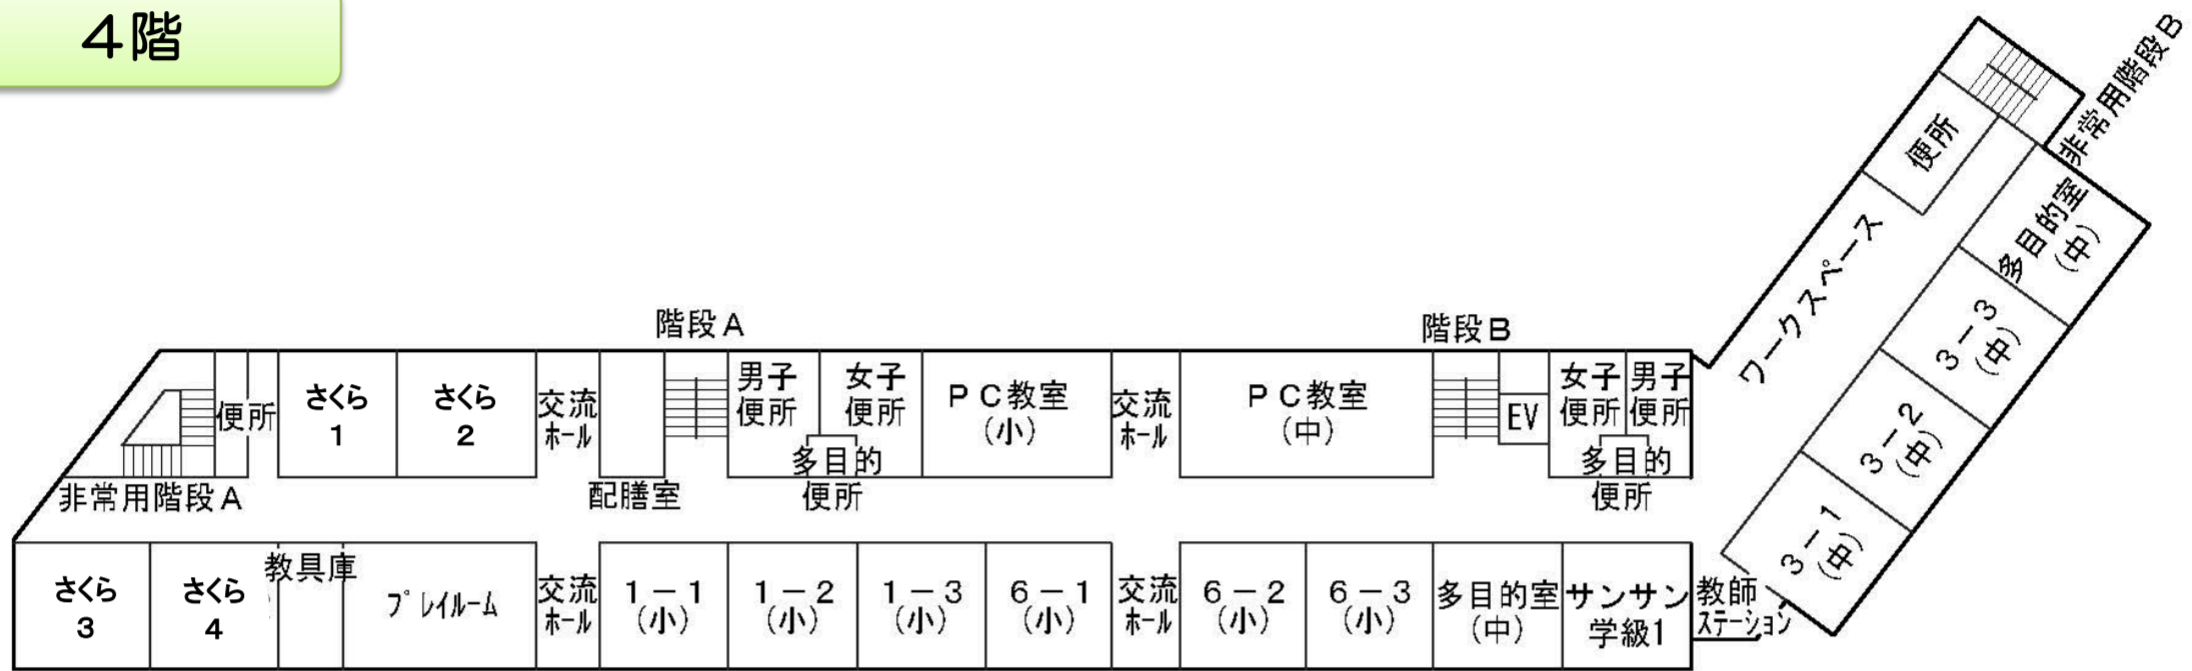 4階
非常用階段B
便所
多目的室
(中)
ワークスペース
3-3
(中)
3-2
(中)
3-1
(中)
階段A
階段B
便所
さくら
1
さくら
2
交流
ホール
男子
便所
女子
便所
多目的
便所
PC教室
(小)
交流
ホール
PC教室
(中)
EV
女子
便所
男子
便所
多目的
便所
非常用階段A
配膳室
さくら
3
さくら
4
教具庫
プレイルーム
交流
ホール
1-1
(小)
1-2
(小)
1-3
(小)
6-1
(小)
交流
ホール
6-2
(小)
6-3
(小)
多目的室
(中)
サンサン
学級1
教師
ステーション